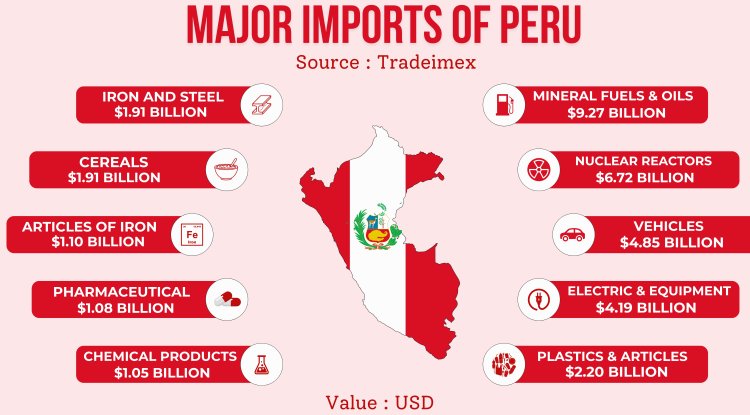 MAJOR IMPORTS OF PERU
Source : Tradeimex
IRON AND STEEL
$1.91 BILLION
CEREALS
$1.91 BILLION
ARTICLES OF IRON
$1.10 BILLION
Fe
Iron
PHARMACEUTICAL
$1.08 BILLION
CHEMICAL PRODUCTS
$1.05 BILLION
MINERAL FUELS & OILS
$9.27 BILLION
NUCLEAR REACTORS
$6.72 BILLION
VEHICLES
$4.85 BILLION
ELECTRIC & EQUIPMENT
$4.19 BILLION
PLASTICS & ARTICLES
$2.20 BILLION
Value : USD